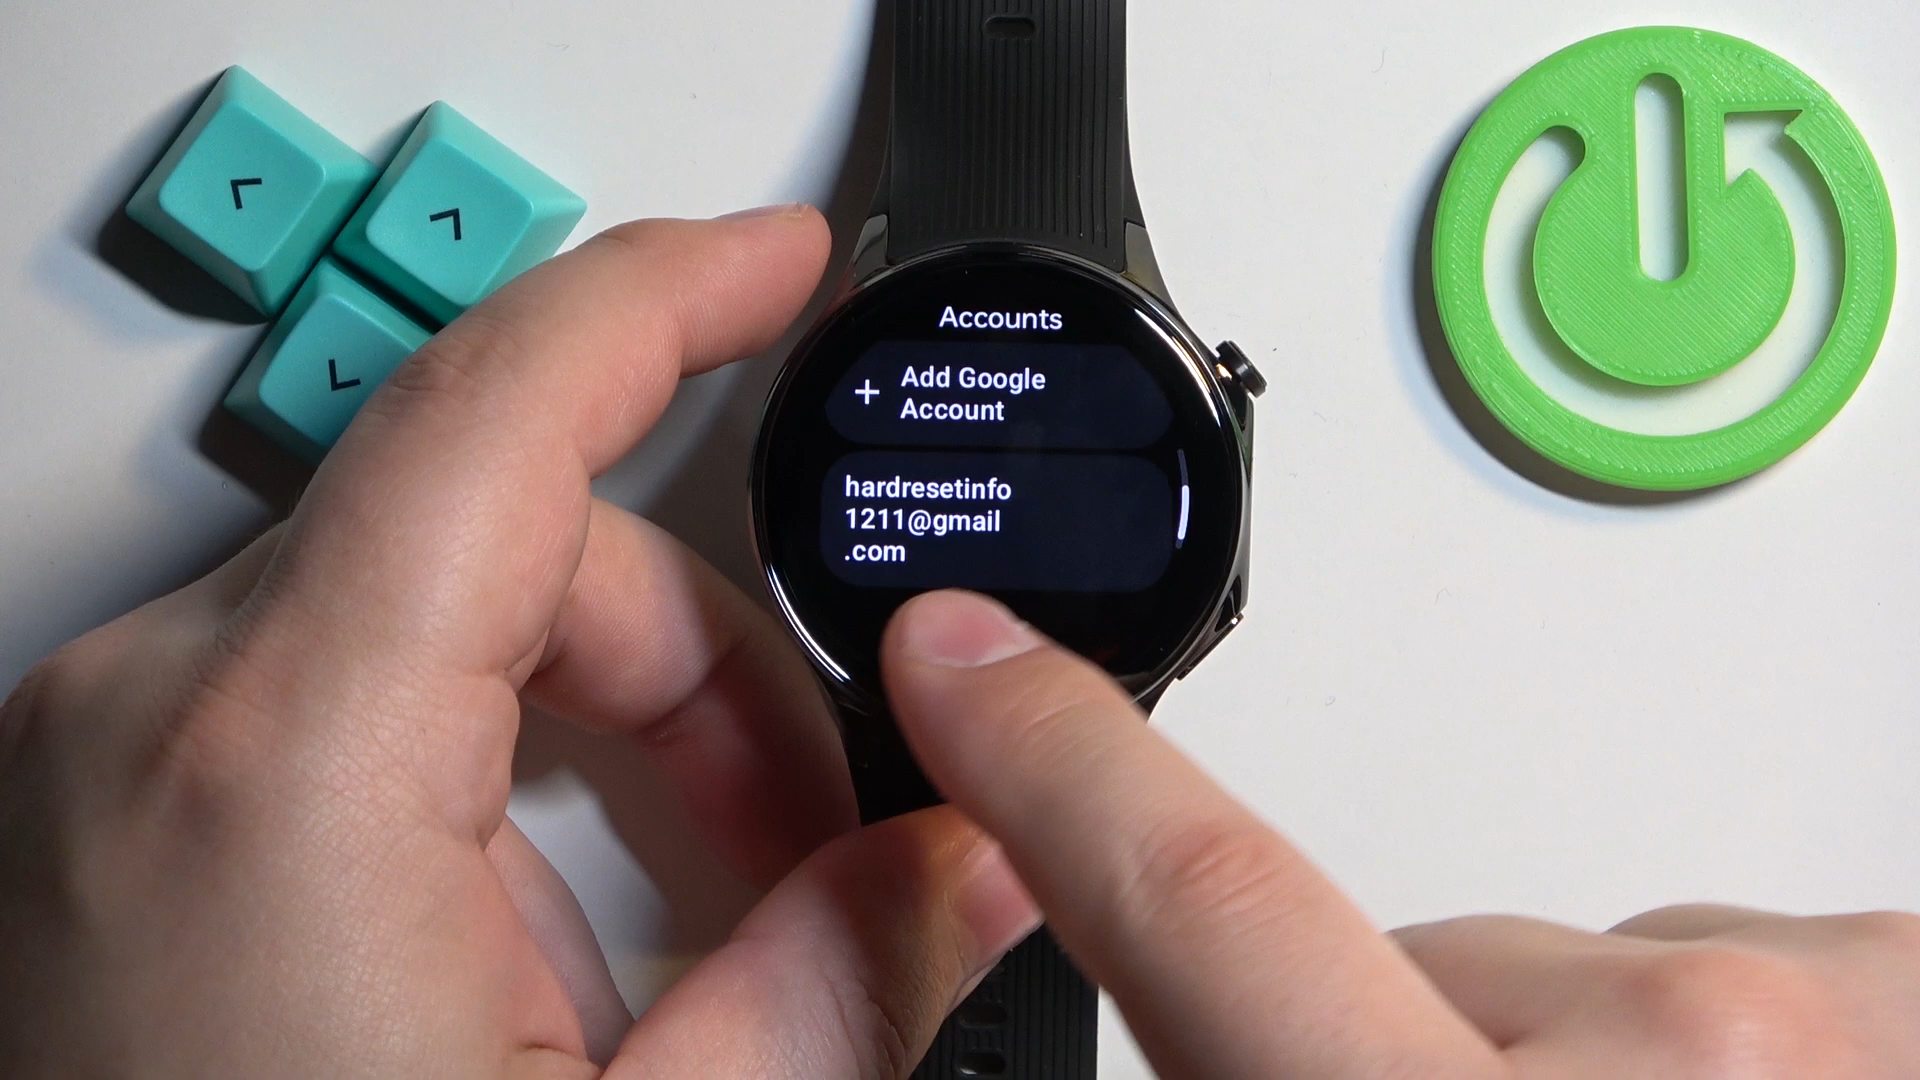 Accounts
+ Add Google
Account
hardresetinfo
1211@gmail
.com